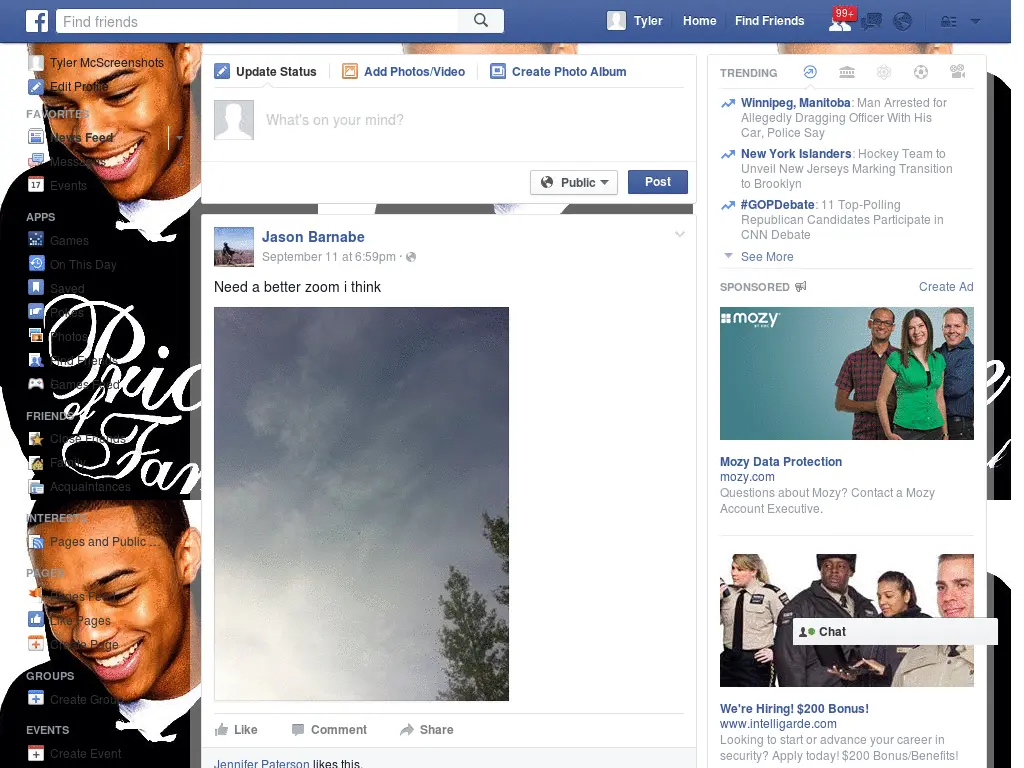 Find friends
Tyler
Home
Find Friends
99+
Tyler McScreenshots
Edit Profile
FAVORITES
News Feed
Messages
Events
17
APPS
Games
On This Day
Saved
Pokes
Photos
Find Friends
Games Feed
FRIENDS
Close Friends
Family
Acquaintances
INTERESTS
Pages and Public ...
PAGES
Pages Feed
Like Pages
Create Page
GROUPS
Create Group
EVENTS
Create Event
of
Update Status
Add Photos/Video
Create Photo Album
What's on your mind?
Public
Post
Jason Barnabe
September 11 at 6:59pm ·
Need a better zoom i think
Like
Comment
Share
Jennifer Paterson likes this.
TRENDING
Winnipeg, Manitoba: Man Arrested for
Allegedly Dragging Officer With His
Car, Police Say
New York Islanders: Hockey Team to
Unveil New Jerseys Marking Transition
to Brooklyn
#GOPDebate: 11 Top-Polling
Republican Candidates Participate in
CNN Debate
See More
SPONSORED
Create Ad
mozy
Mozy Data Protection
mozy.com
Questions about Mozy? Contact a Mozy
Account Executive.
Chat
We're Hiring! $200 Bonus!
www.intelligarde.com
Looking to start or advance your career in
security? Apply today! $200 Bonus/Benefits!